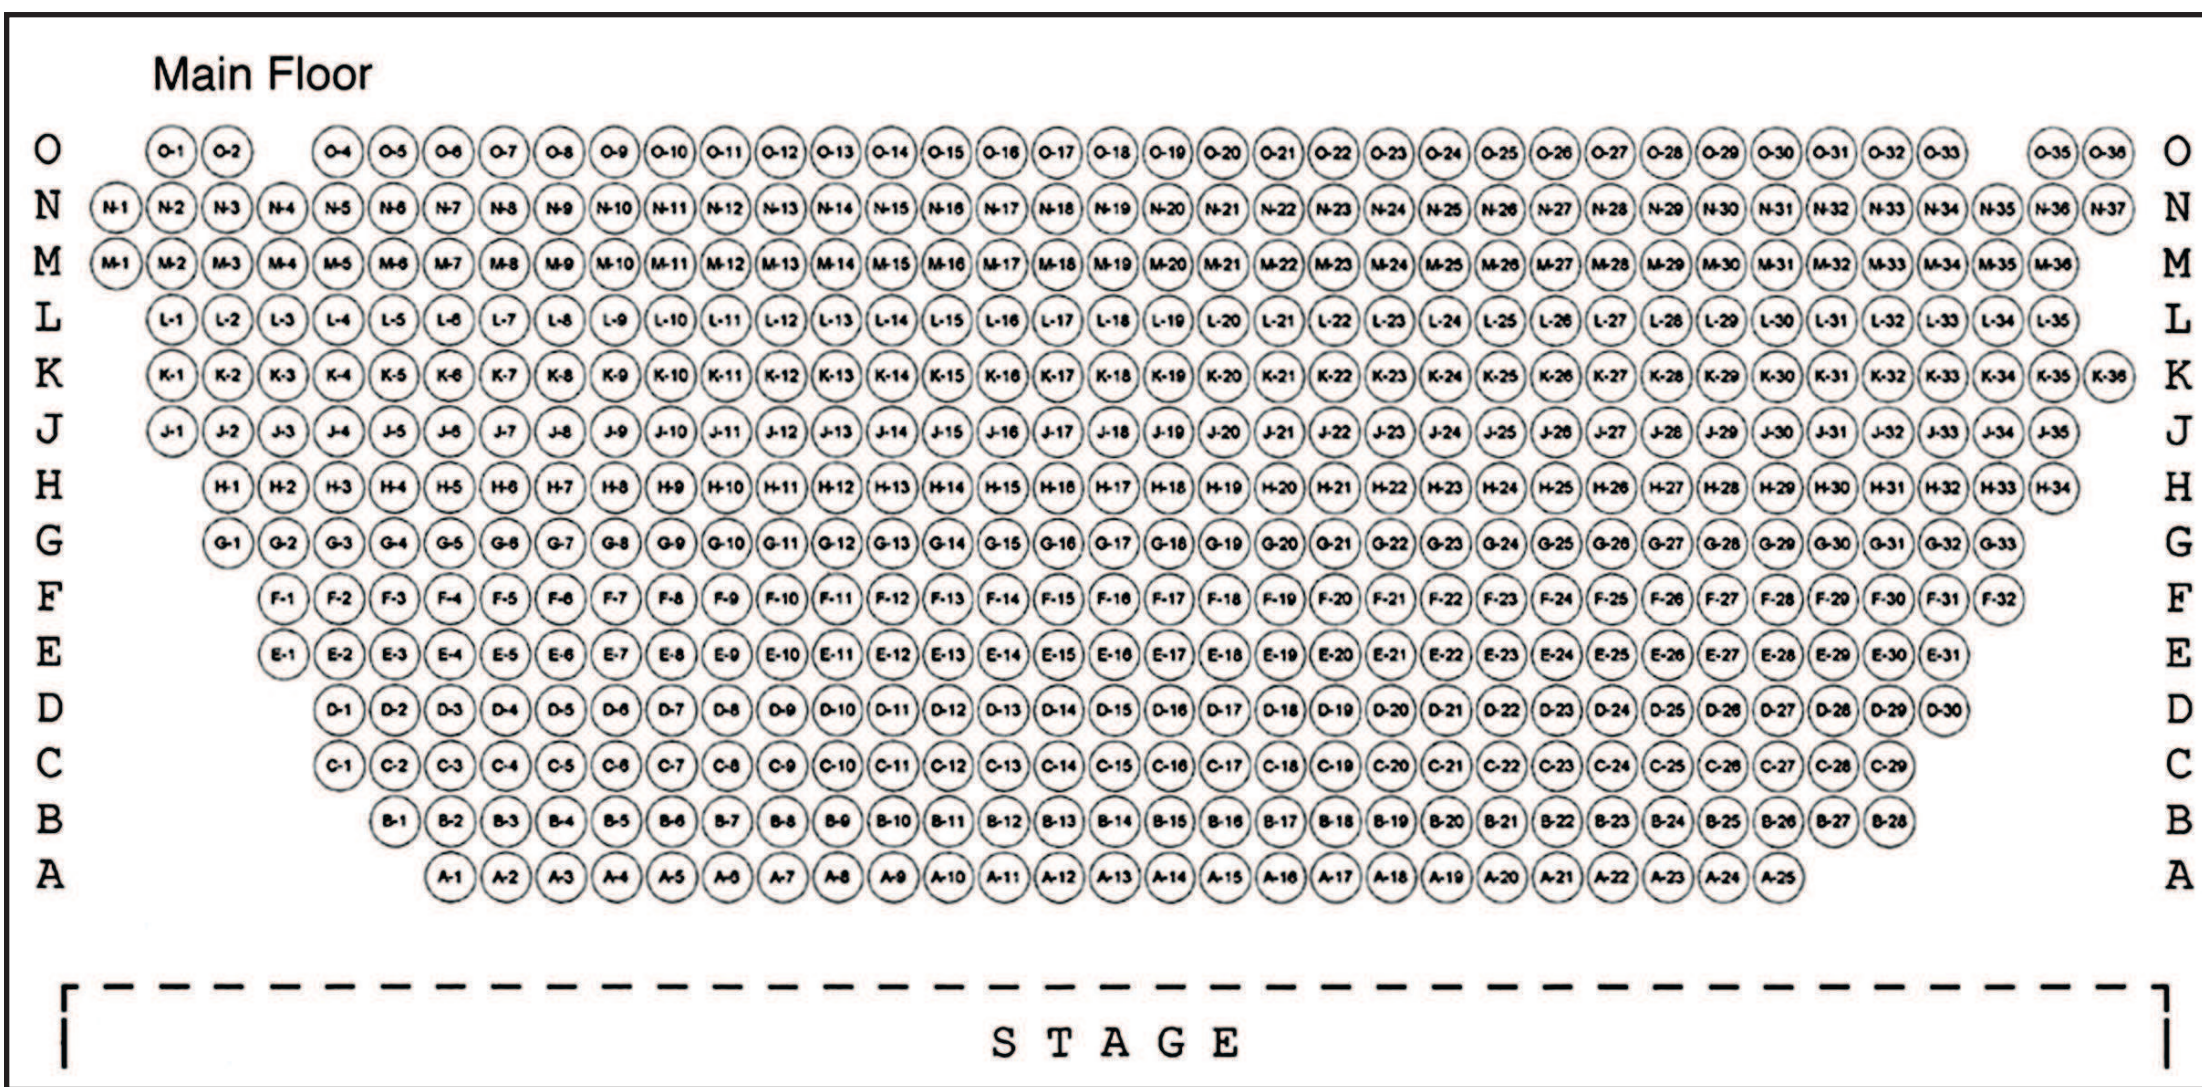 Main Floor
O O-1 O-2 O-4 O-5 O-6 O-7 O-8 O-9 O-10 O-11 O-12 O-13 O-14 O-15 O-16 O-17 O-18 O-19 O-20 O-21 O-22 O-23 O-24 O-25 O-26 O-27 O-28 O-29 O-30 O-31 O-32 O-33 O-35 O-36 O
N N-1 N-2 N-3 N-4 N-5 N-6 N-7 N-8 N-9 N-10 N-11 N-12 N-13 N-14 N-15 N-16 N-17 N-18 N-19 N-20 N-21 N-22 N-23 N-24 N-25 N-26 N-27 N-28 N-29 N-30 N-31 N-32 N-33 N-34 N-35 N-36 N-37 N
M M-1 M-2 M-3 M-4 M-5 M-6 M-7 M-8 M-9 M-10 M-11 M-12 M-13 M-14 M-15 M-16 M-17 M-18 M-19 M-20 M-21 M-22 M-23 M-24 M-25 M-26 M-27 M-28 M-29 M-30 M-31 M-32 M-33 M-34 M-35 M-36 M
L L-1 L-2 L-3 L-4 L-5 L-6 L-7 L-8 L-9 L-10 L-11 L-12 L-13 L-14 L-15 L-16 L-17 L-18 L-19 L-20 L-21 L-22 L-23 L-24 L-25 L-26 L-27 L-28 L-29 L-30 L-31 L-32 L-33 L-34 L-35 L
K K-1 K-2 K-3 K-4 K-5 K-6 K-7 K-8 K-9 K-10 K-11 K-12 K-13 K-14 K-15 K-16 K-17 K-18 K-19 K-20 K-21 K-22 K-23 K-24 K-25 K-26 K-27 K-28 K-29 K-30 K-31 K-32 K-33 K-34 K-35 K-36 K
J J-1 J-2 J-3 J-4 J-5 J-6 J-7 J-8 J-9 J-10 J-11 J-12 J-13 J-14 J-15 J-16 J-17 J-18 J-19 J-20 J-21 J-22 J-23 J-24 J-25 J-26 J-27 J-28 J-29 J-30 J-31 J-32 J-33 J-34 J-35 J
H H-1 H-2 H-3 H-4 H-5 H-6 H-7 H-8 H-9 H-10 H-11 H-12 H-13 H-14 H-15 H-16 H-17 H-18 H-19 H-20 H-21 H-22 H-23 H-24 H-25 H-26 H-27 H-28 H-29 H-30 H-31 H-32 H-33 H-34 H
G G-1 G-2 G-3 G-4 G-5 G-6 G-7 G-8 G-9 G-10 G-11 G-12 G-13 G-14 G-15 G-16 G-17 G-18 G-19 G-20 G-21 G-22 G-23 G-24 G-25 G-26 G-27 G-28 G-29 G-30 G-31 G-32 G-33 G
F F-1 F-2 F-3 F-4 F-5 F-6 F-7 F-8 F-9 F-10 F-11 F-12 F-13 F-14 F-15 F-16 F-17 F-18 F-19 F-20 F-21 F-22 F-23 F-24 F-25 F-26 F-27 F-28 F-29 F-30 F-31 F-32 F
E E-1 E-2 E-3 E-4 E-5 E-6 E-7 E-8 E-9 E-10 E-11 E-12 E-13 E-14 E-15 E-16 E-17 E-18 E-19 E-20 E-21 E-22 E-23 E-24 E-25 E-26 E-27 E-28 E-29 E-30 E-31 E
D D-1 D-2 D-3 D-4 D-5 D-6 D-7 D-8 D-9 D-10 D-11 D-12 D-13 D-14 D-15 D-16 D-17 D-18 D-19 D-20 D-21 D-22 D-23 D-24 D-25 D-26 D-27 D-28 D-29 D-30 D
C C-1 C-2 C-3 C-4 C-5 C-6 C-7 C-8 C-9 C-10 C-11 C-12 C-13 C-14 C-15 C-16 C-17 C-18 C-19 C-20 C-21 C-22 C-23 C-24 C-25 C-26 C-27 C-28 C-29 C
B B-1 B-2 B-3 B-4 B-5 B-6 B-7 B-8 B-9 B-10 B-11 B-12 B-13 B-14 B-15 B-16 B-17 B-18 B-19 B-20 B-21 B-22 B-23 B-24 B-25 B-26 B-27 B-28 B
A A-1 A-2 A-3 A-4 A-5 A-6 A-7 A-8 A-9 A-10 A-11 A-12 A-13 A-14 A-15 A-16 A-17 A-18 A-19 A-20 A-21 A-22 A-23 A-24 A-25 A
STAGE